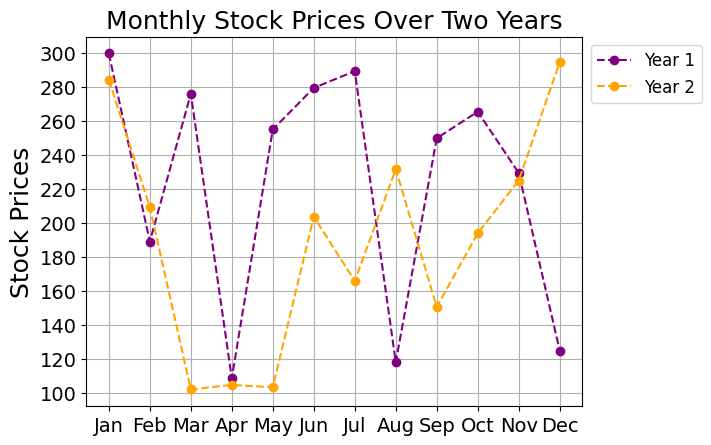 Monthly Stock Prices Over Two Years
Stock Prices
300
280
260
240
220
200
180
160
140
120
100
Jan Feb Mar Apr May Jun Jul Aug Sep Oct Nov Dec
Year 1
Year 2